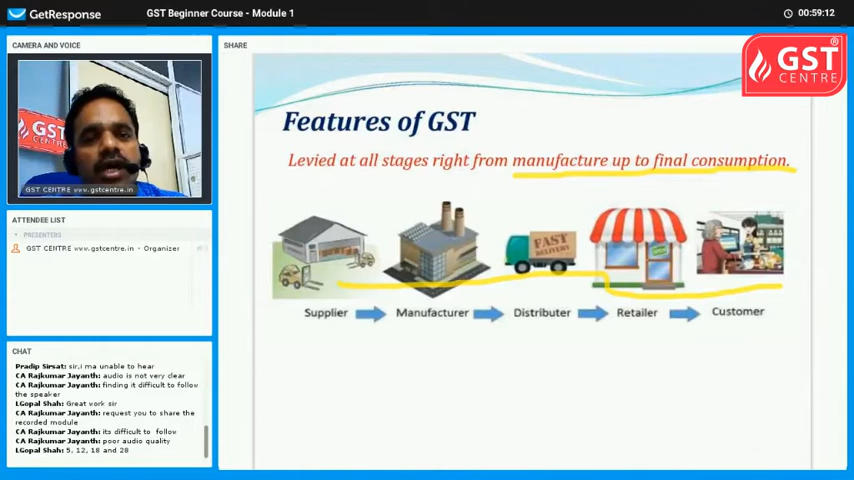 GetResponse
GST Beginner Course - Module 1
00:59:12
CAMERA AND VOICE
GST CENTRE www.gstcentre.in
ATTENDEE LIST
PRESENTERS
GST CENTRE www.gstcentre.in - Organizer
CHAT
Pradip Sirsat: sir,i ma unable to hear
CA Rajkumar Jayanth: audio is not very clear
CA Rajkumar Jayanth: finding it difficult to follow
the speaker
LGopal Shah: Great work sir
CA Rajkumar Jayanth: request you to share the
recorded module
CA Rajkumar Jayanth: its difficult to follow
CA Rajkumar Jayanth: poor audio quality
LGopal Shah: 5, 12, 18 and 28
SHARE
GST
CENTRE
®
Features of GST
Levied at all stages right from manufacture up to final consumption.
FAST
DELIVERY
Supplier
Manufacturer
Distributer
Retailer
Customer